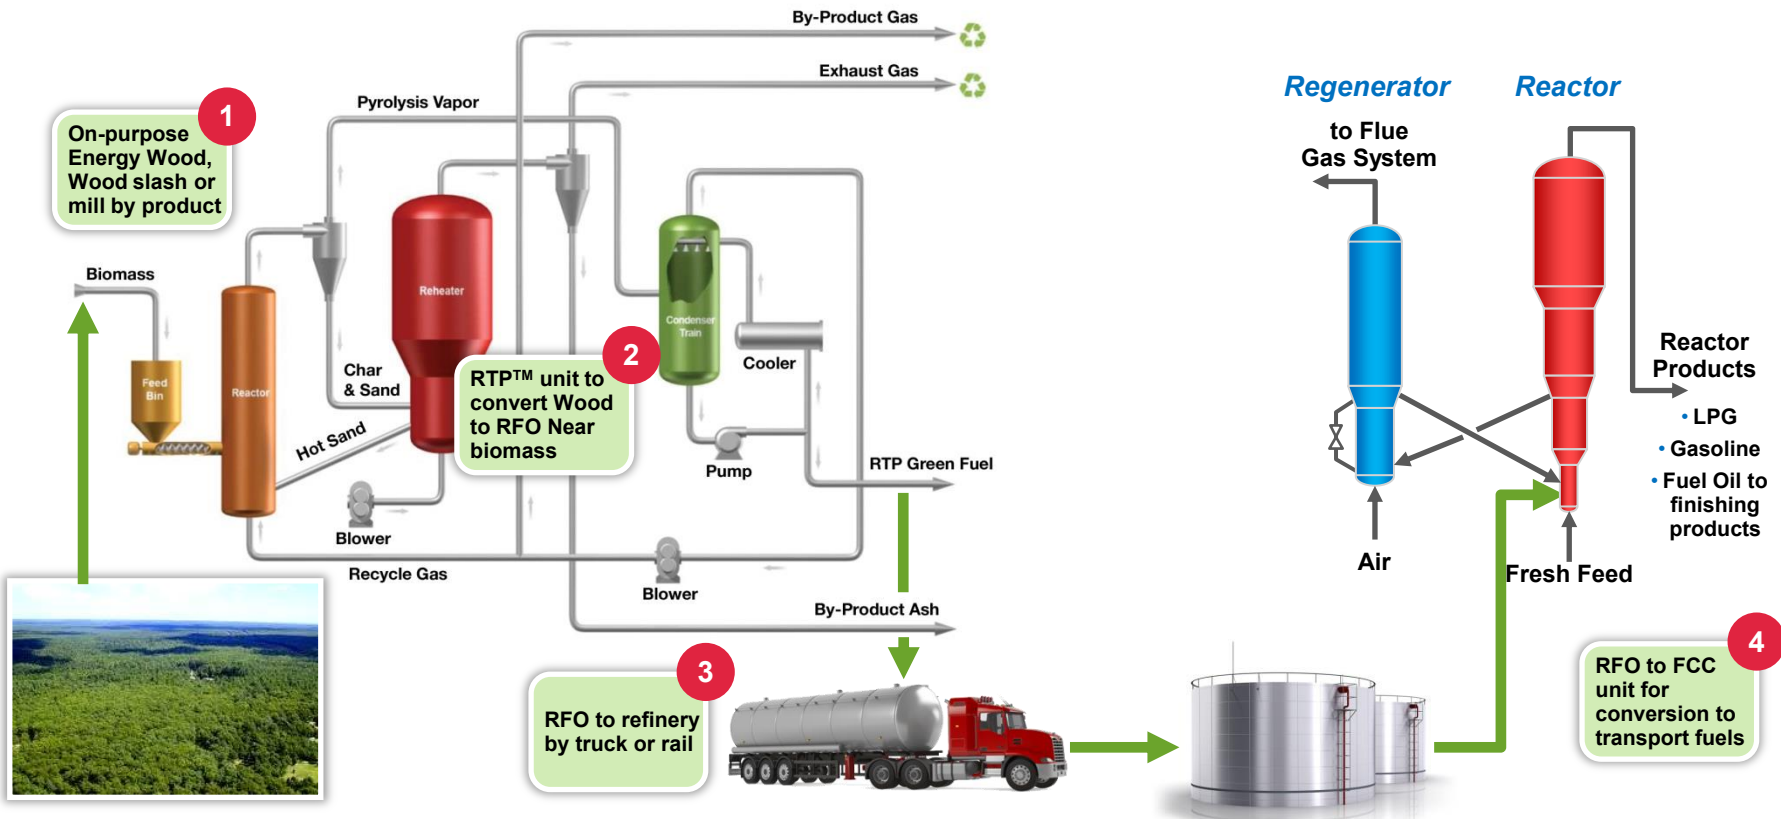 By-Product Gas
Exhaust Gas
Pyrolysis Vapor
1
On-purpose
Energy Wood,
Wood slash or
mill by product
Biomass
Feed
Bin
Reactor
Reheater
Char
& Sand
Hot Sand
Condenser
Train
Cooler
2
RTP™ unit to
convert Wood
to RFO Near
biomass
Pump
RTP Green Fuel
Blower
Recycle Gas
Blower
By-Product Ash
3
RFO to refinery
by truck or rail
Regenerator
Reactor
to Flue
Gas System
Reactor
Products
• LPG
• Gasoline
• Fuel Oil to
finishing
products
Air
Fresh Feed
4
RFO to FCC
unit for
conversion to
transport fuels